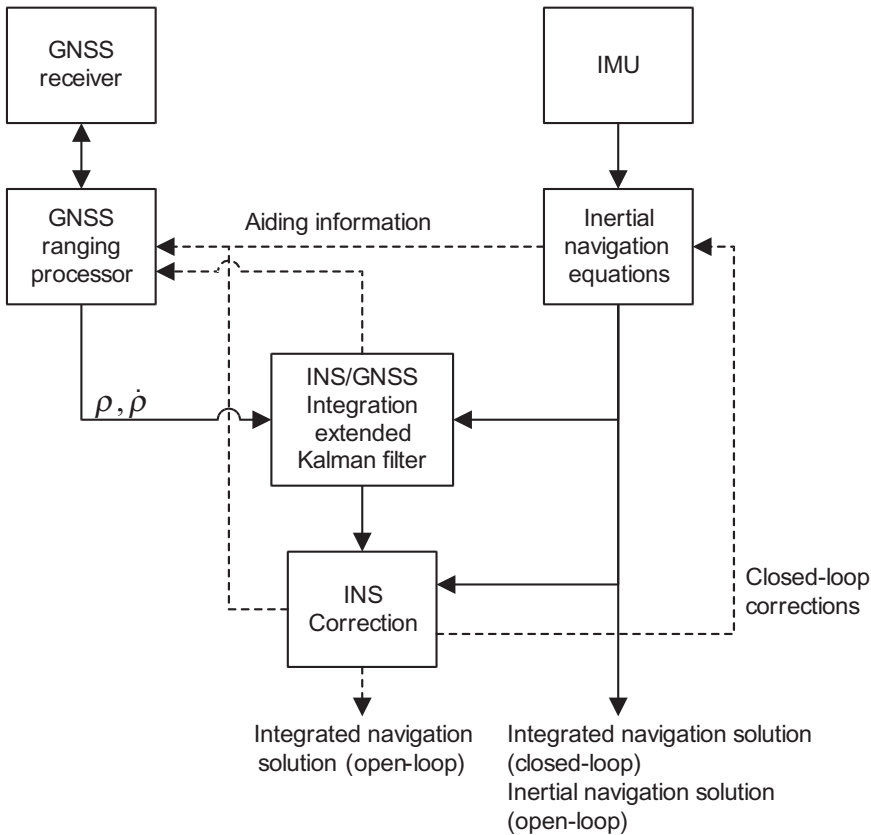 GNSS
receiver
IMU
GNSS
ranging
processor
Aiding information
Inertial
navigation
equations
ρ, ρ̇
INS/GNSS
Integration
extended
Kalman filter
INS
Correction
Closed-loop
corrections
Integrated navigation
solution (open-loop)
Integrated navigation solution
(closed-loop)
Inertial navigation solution
(open-loop)